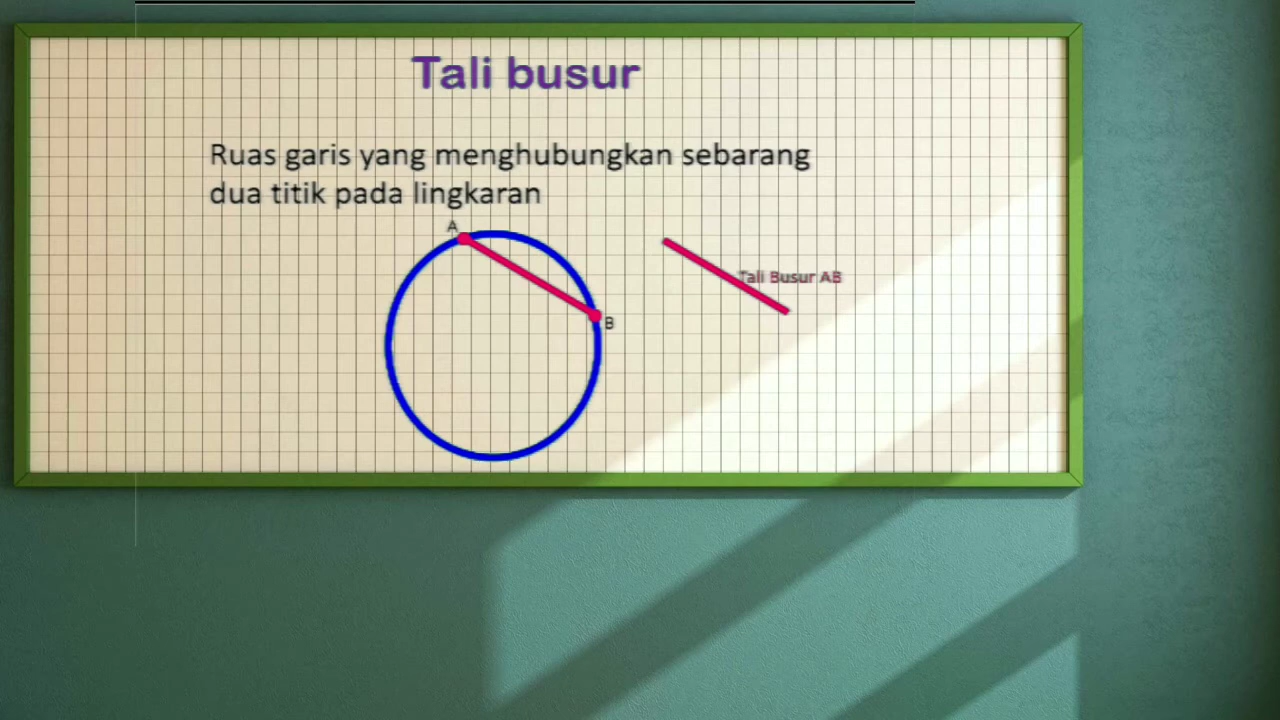 Tali busur
Ruas garis yang menghubungkan sebarang
dua titik pada lingkaran
A
Tali Busur AB
B